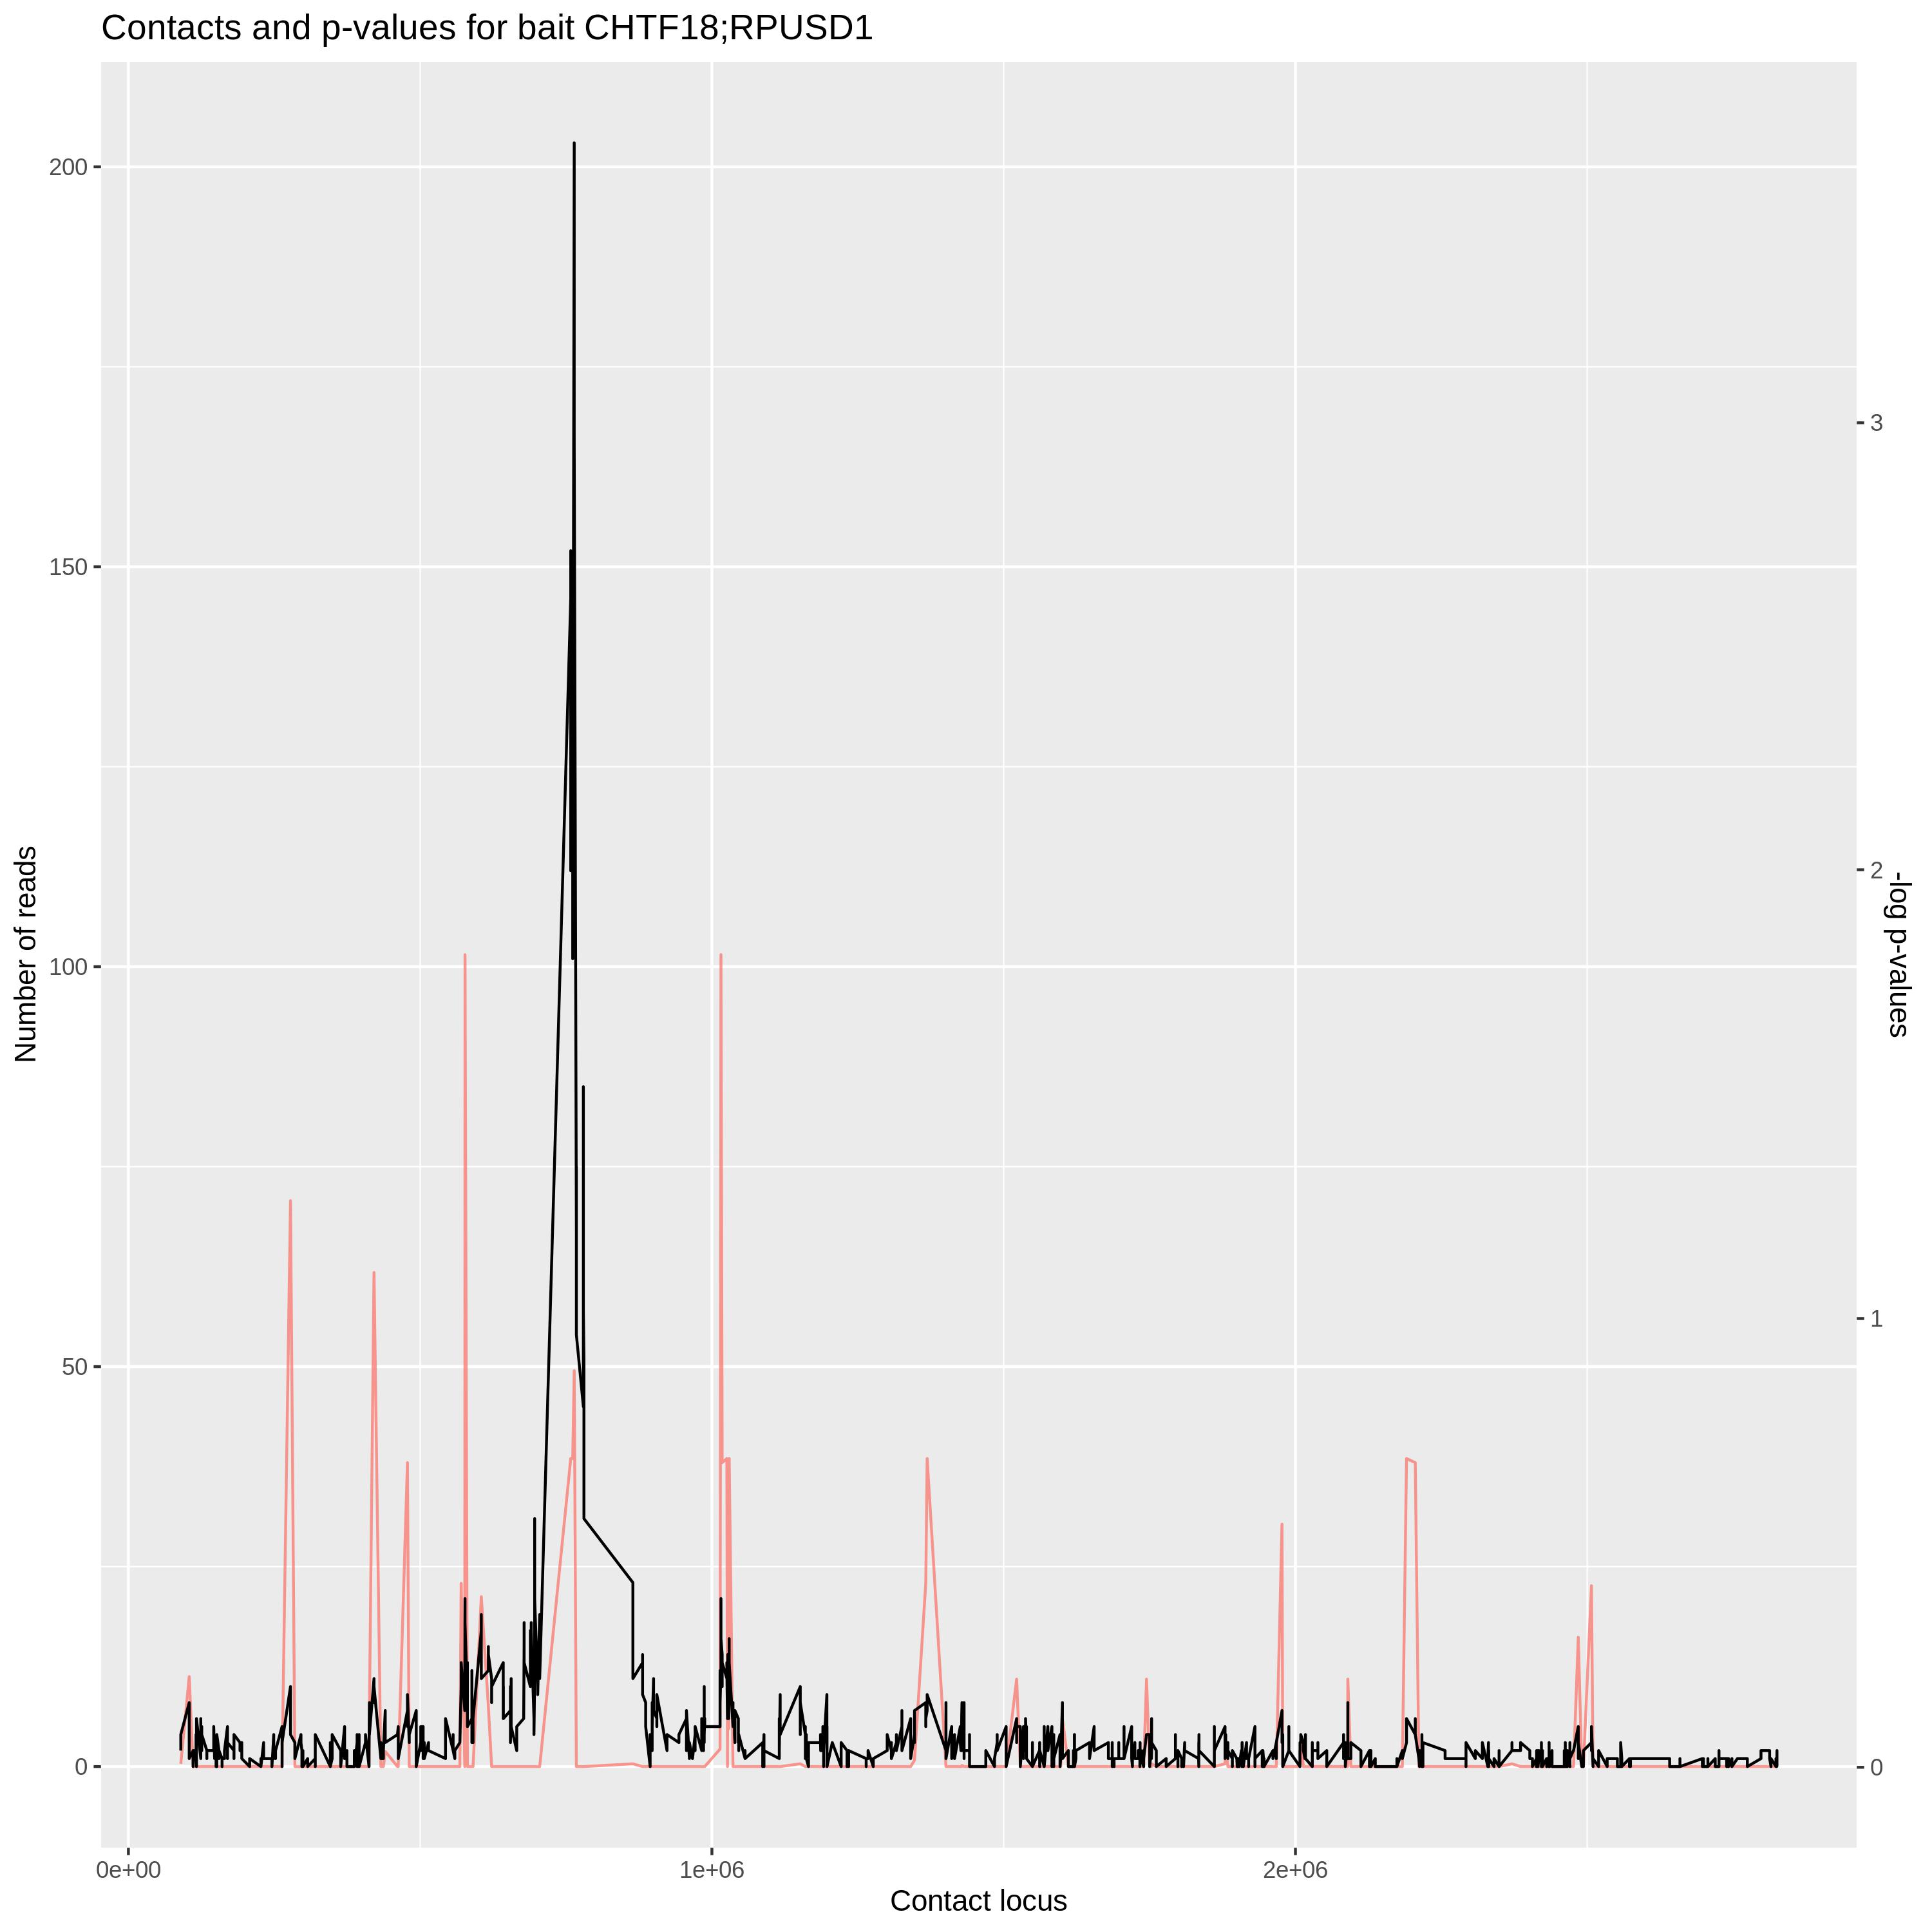 Contacts and p-values for bait CHTF18;RPUSD1
200
150
100
50
0
Number of reads
3
2
1
0
-log p-values
0e+00
1e+06
2e+06
Contact locus